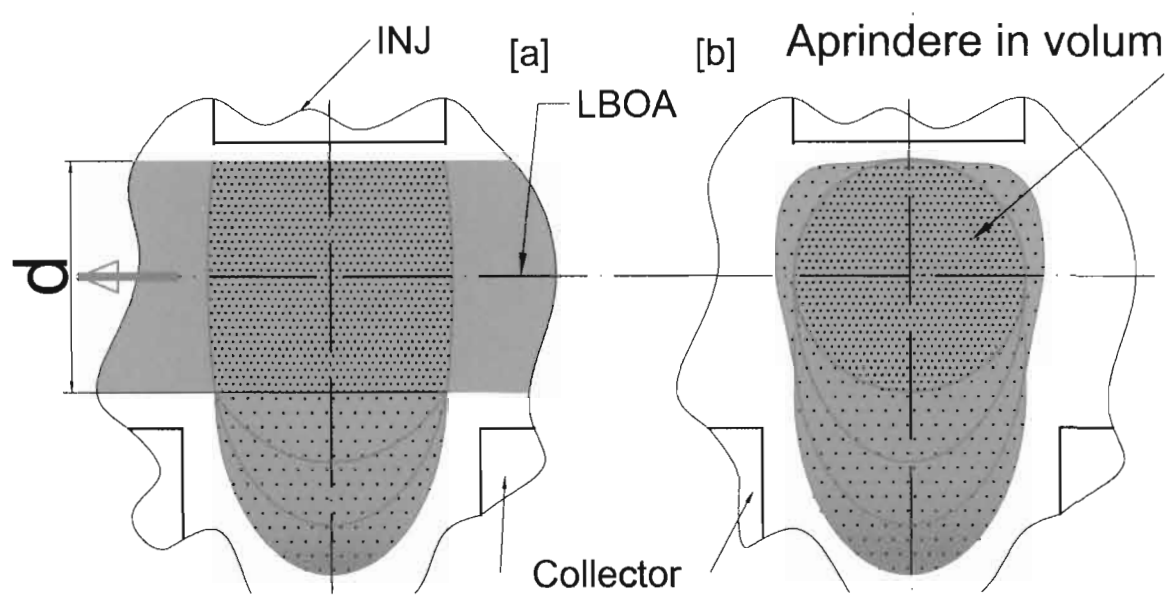 INJ
[a]
[b]
Aprindere in volum
LBOA
d
Collector